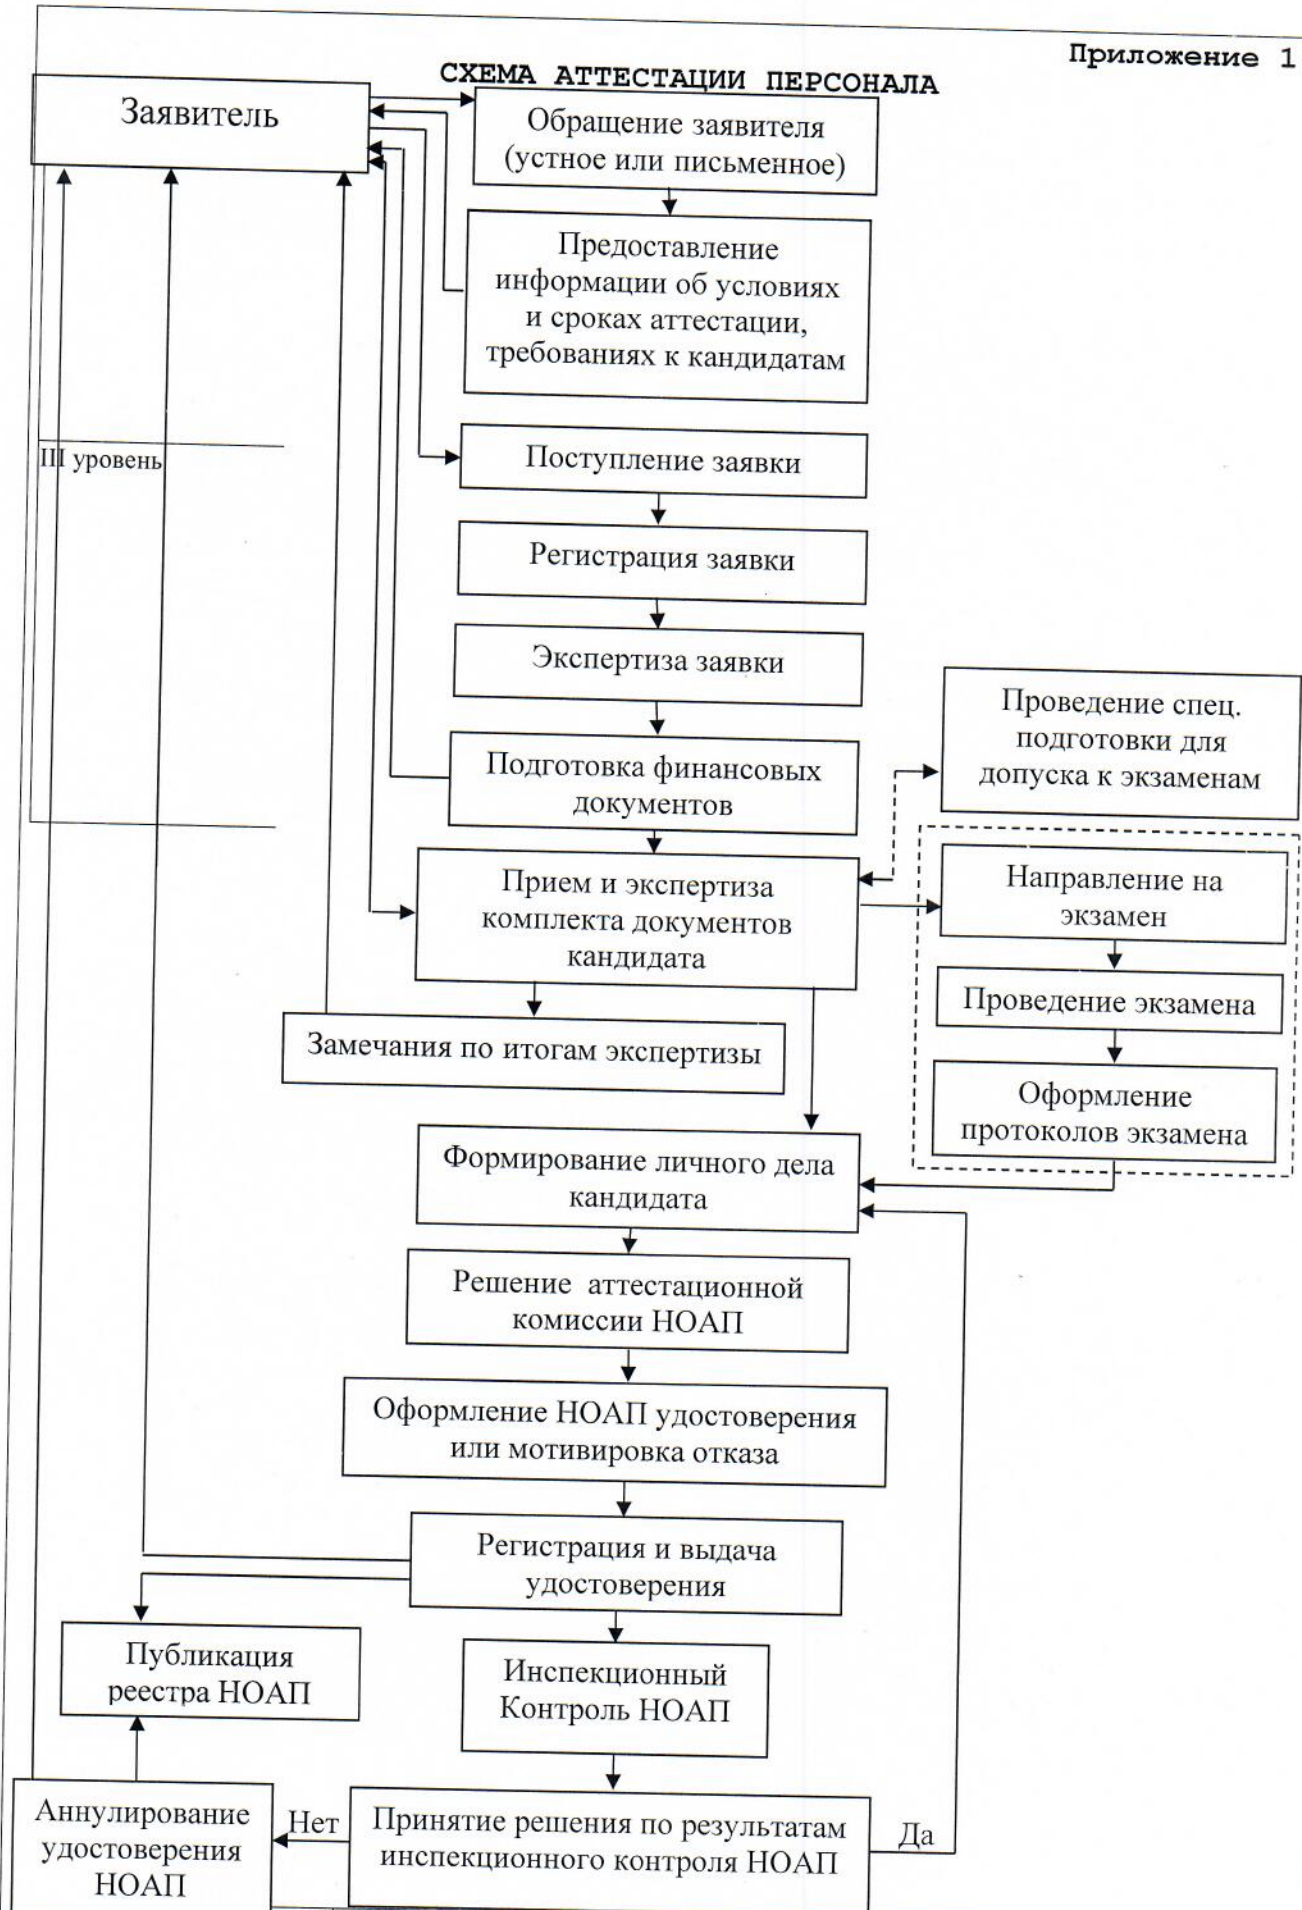 Приложение 1
СХЕМА АТТЕСТАЦИИ ПЕРСОНАЛА
Заявитель
Обращение заявителя
(устное или письменное)
Предоставление
информации об условиях
и сроках аттестации,
требованиях к кандидатам
III уровень
Поступление заявки
Регистрация заявки
Экспертиза заявки
Подготовка финансовых
документов
Проведение спец.
подготовки для
допуска к экзаменам
Прием и экспертиза
комплекта документов
кандидата
Направление на
экзамен
Проведение экзамена
Оформление
протоколов экзамена
Замечания по итогам экспертизы
Формирование личного дела
кандидата
Решение аттестационной
комиссии НОАП
Оформление НОАП удостоверения
или мотивировка отказа
Регистрация и выдача
удостоверения
Публикация
реестра НОАП
Инспекционный
Контроль НОАП
Аннулирование
удостоверения
НОАП
Нет
Принятие решения по результатам
инспекционного контроля НОАП
Да